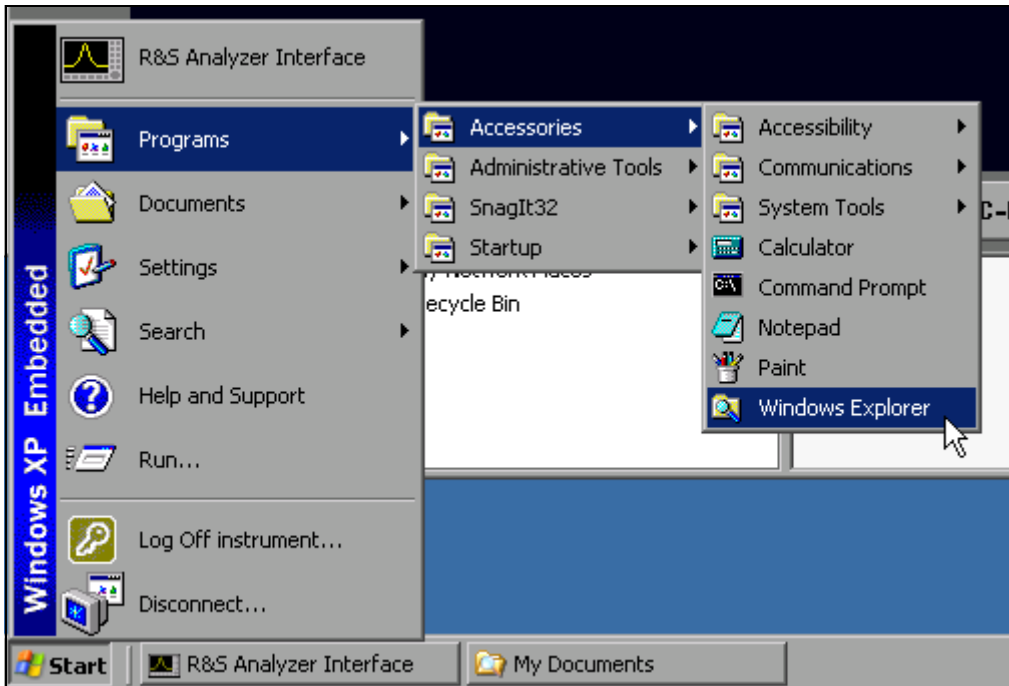 R&S Analyzer Interface
Programs
Documents
Settings
Search
Help and Support
Run...
Log Off instrument...
Disconnect...
Windows XP Embedded
Accessories
Administrative Tools
SnagIt32
Startup
Accessibility
Communications
System Tools
Calculator
Command Prompt
Notepad
Paint
Windows Explorer
ecycle Bin
Start
R&S Analyzer Interface
My Documents